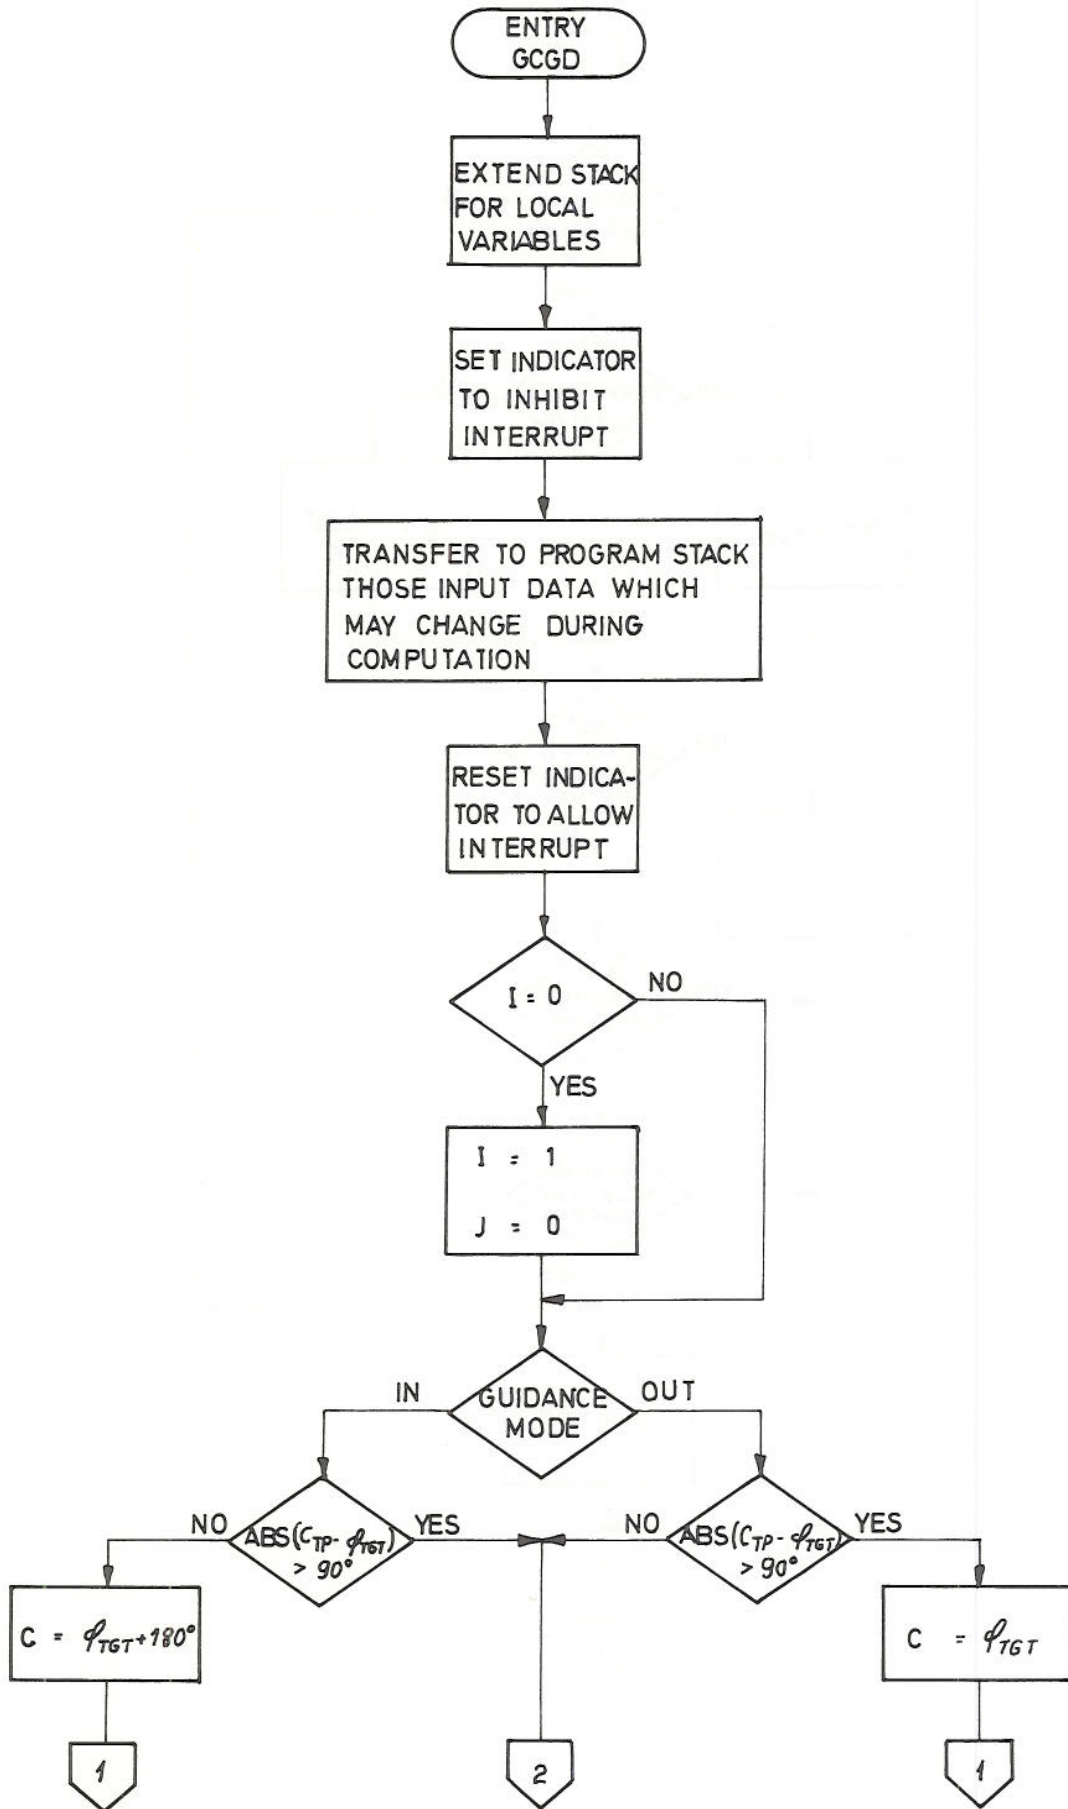 ENTRY
GCGD
EXTEND STACK
FOR LOCAL
VARIABLES
SET INDICATOR
TO INHIBIT
INTERRUPT
TRANSFER TO PROGRAM STACK
THOSE INPUT DATA WHICH
MAY CHANGE DURING
COMPUTATION
RESET INDICA-
TOR TO ALLOW
INTERRUPT
I = 0
NO
YES
I = 1
J = 0
IN
GUIDANCE
MODE
OUT
NO
ABS(C_TP - φ_TGT)
> 90°
YES
NO
ABS(C_TP - φ_TGT)
> 90°
YES
C = φ_TGT + 180°
C = φ_TGT
1
2
1